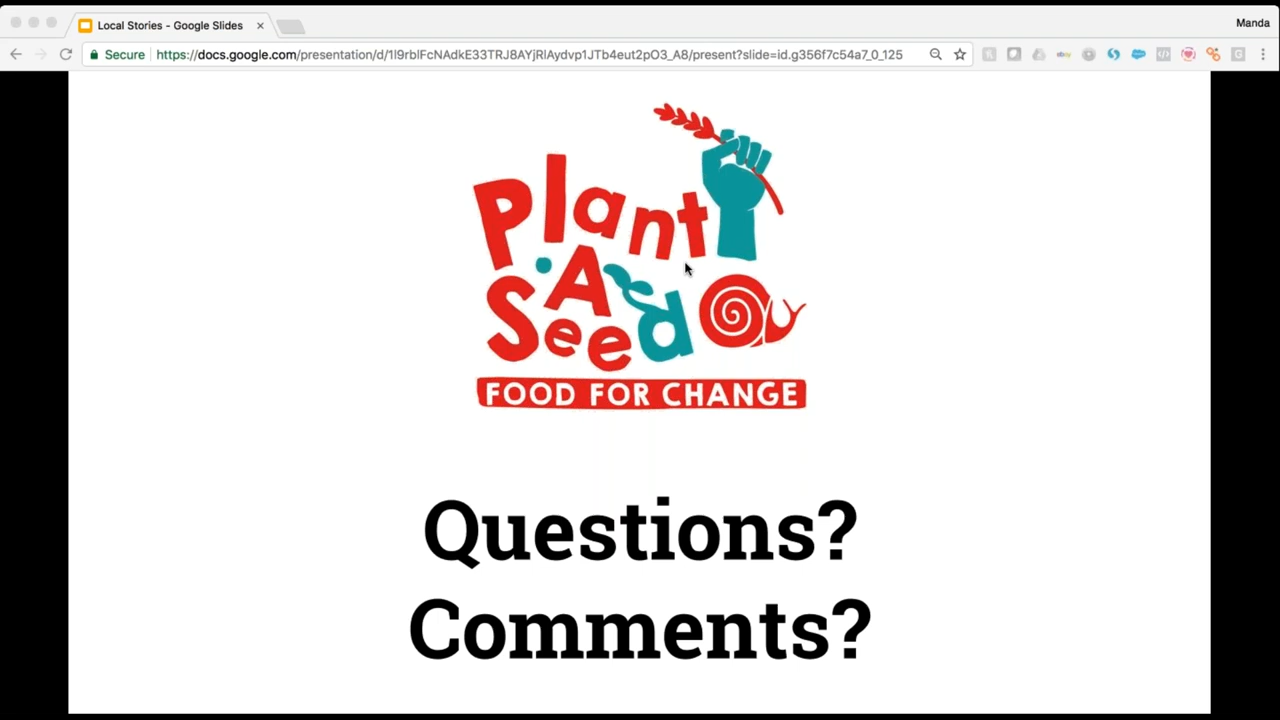 Local Stories - Google Slides
Manda
Secure
https://docs.google.com/presentation/d/1l9rblFcNAdkE33TRJ8AYjRlAydvp1JTb4eut2pO3_A8/present?slide=id.g356f7c54a7_0_125
ebay
Plant
A
Seed
FOOD FOR CHANGE
Questions?
Comments?